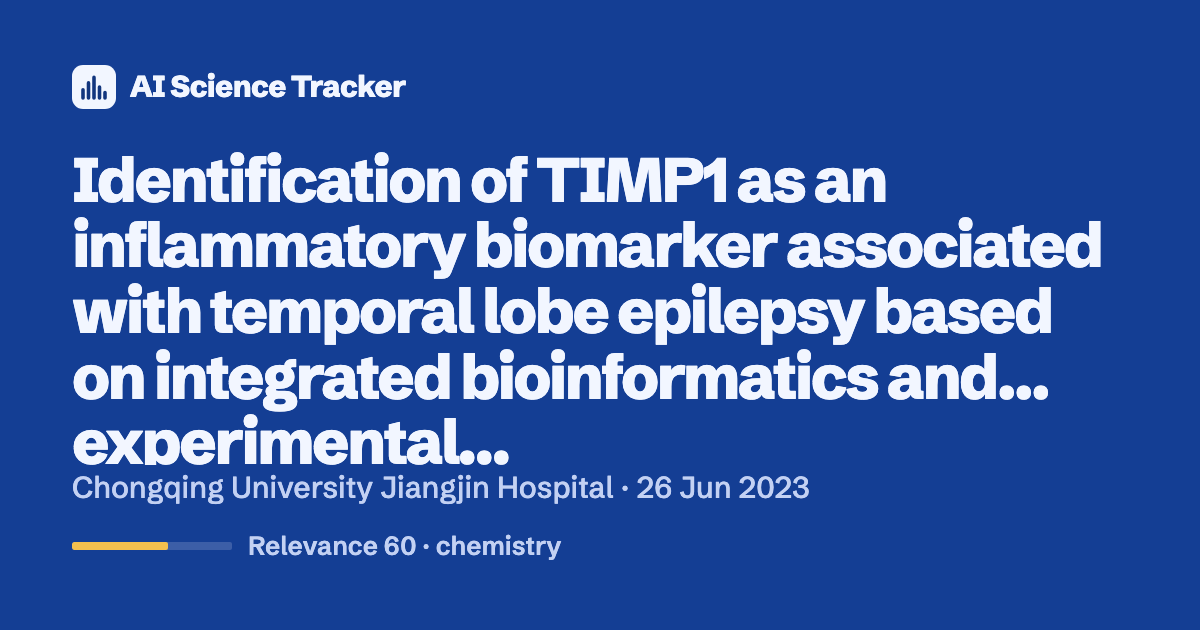 AI Science Tracker
Identification of TIMP1 as an
inflammatory biomarker associated
with temporal lobe epilepsy based
on integrated bioinformatics and...
experimental...
Chongqing University Jiangjin Hospital · 26 Jun 2023
Relevance 60 · chemistry